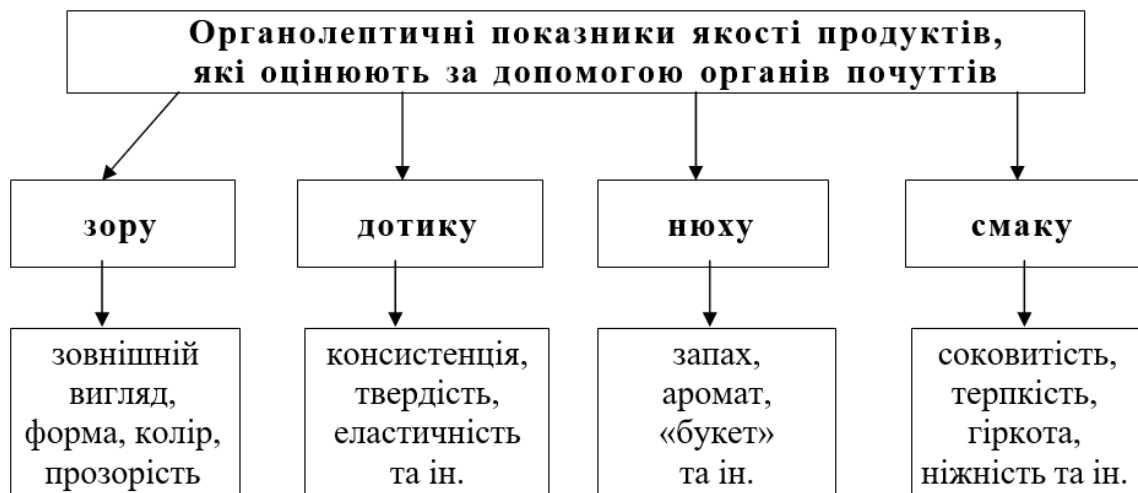 Органолептичні показники якості продуктів,
які оцінюють за допомогою органів почуттів
зору
дотику
нюху
смаку
зовнішній
вигляд,
форма, колір,
прозорість
консистенція,
твердість,
еластичність
та ін.
запах,
аромат,
«букет»
та ін.
соковитість,
терпкість,
гіркота,
ніжність та ін.